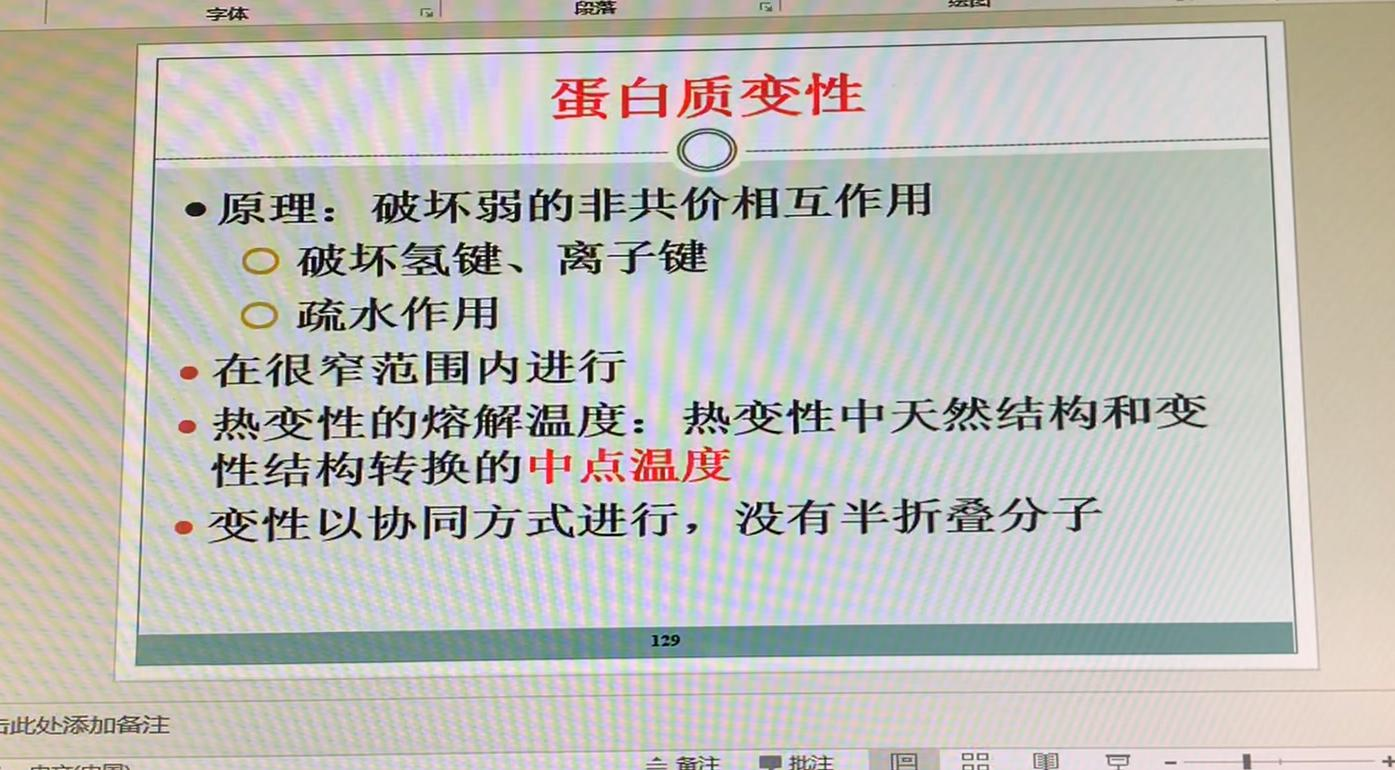 字体
段落
绘图
蛋白质变性
原理：破坏弱的非共价相互作用
破坏氢键、离子键
疏水作用
在很窄范围内进行
热变性的熔解温度：热变性中天然结构和变
性结构转换的中点温度
变性以协同方式进行，没有半折叠分子
129
击此处添加备注
中文(中国)
备注
批注